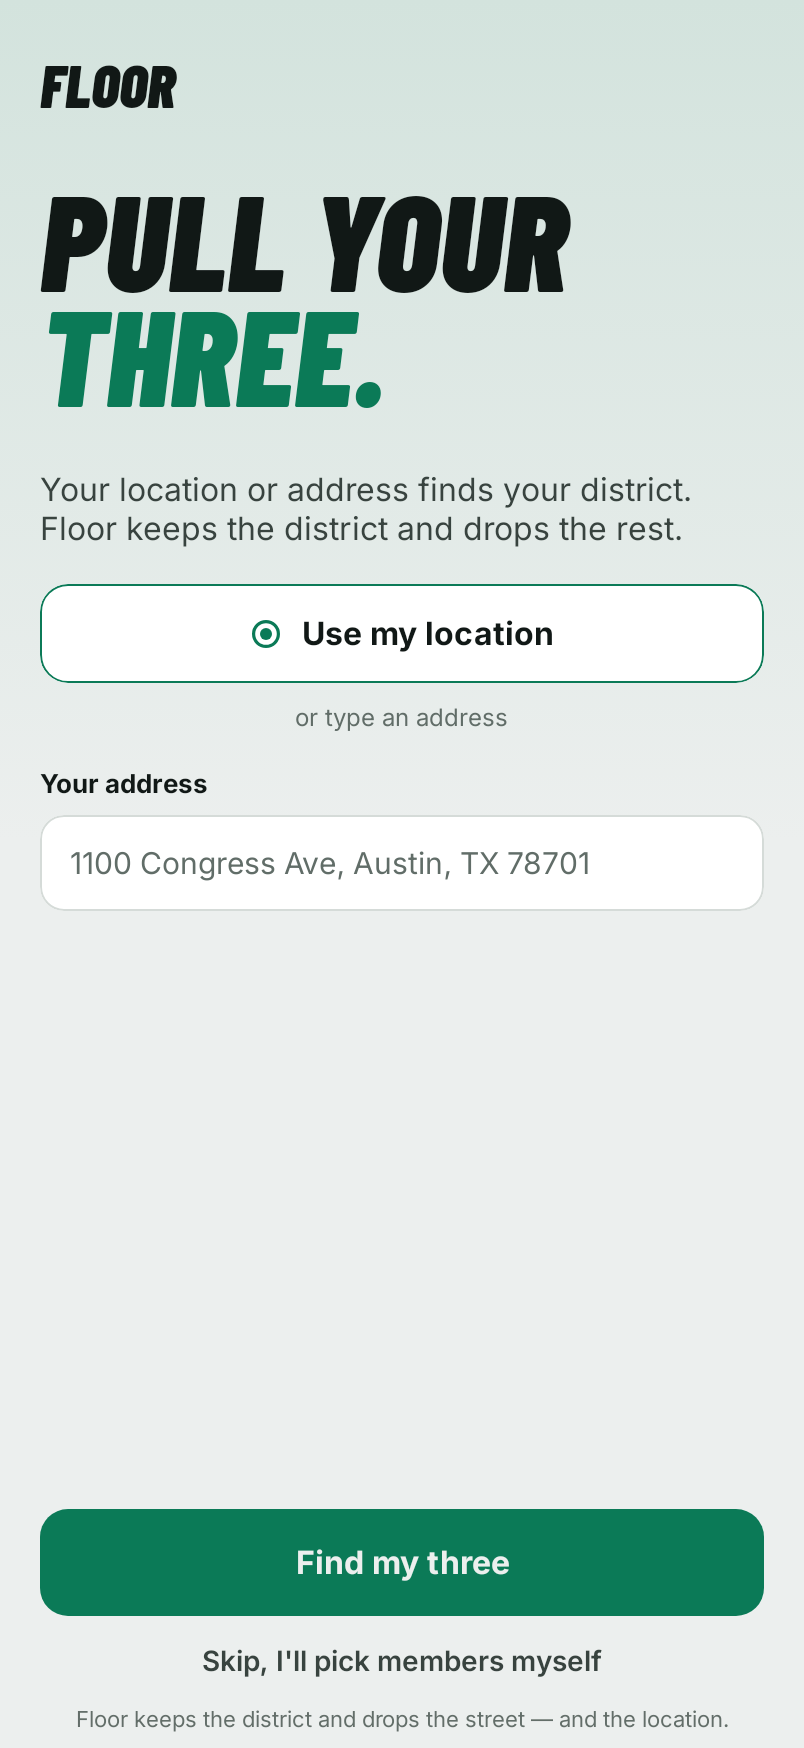 FLOOR
PULL YOUR
THREE.
Your location or address finds your district.
Floor keeps the district and drops the rest.
Use my location
or type an address
Your address
1100 Congress Ave, Austin, TX 78701
Find my three
Skip, I'll pick members myself
Floor keeps the district and drops the street — and the location.